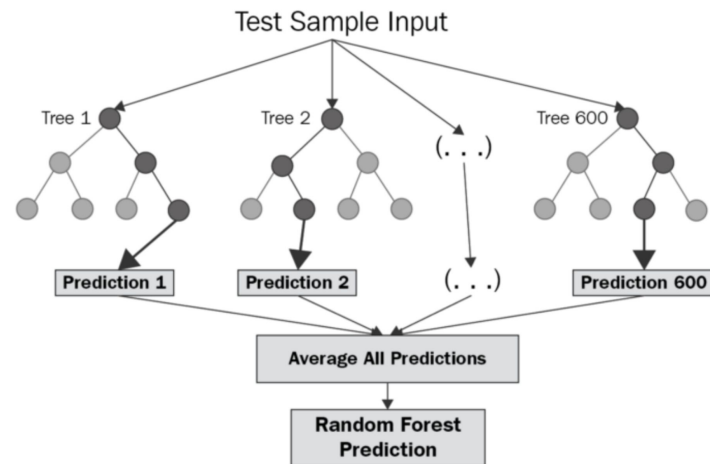 Test Sample Input
Tree 1
Tree 2
(. . .)
Tree 600
Prediction 1
Prediction 2
(. . .)
Prediction 600
Average All Predictions
Random Forest
Prediction